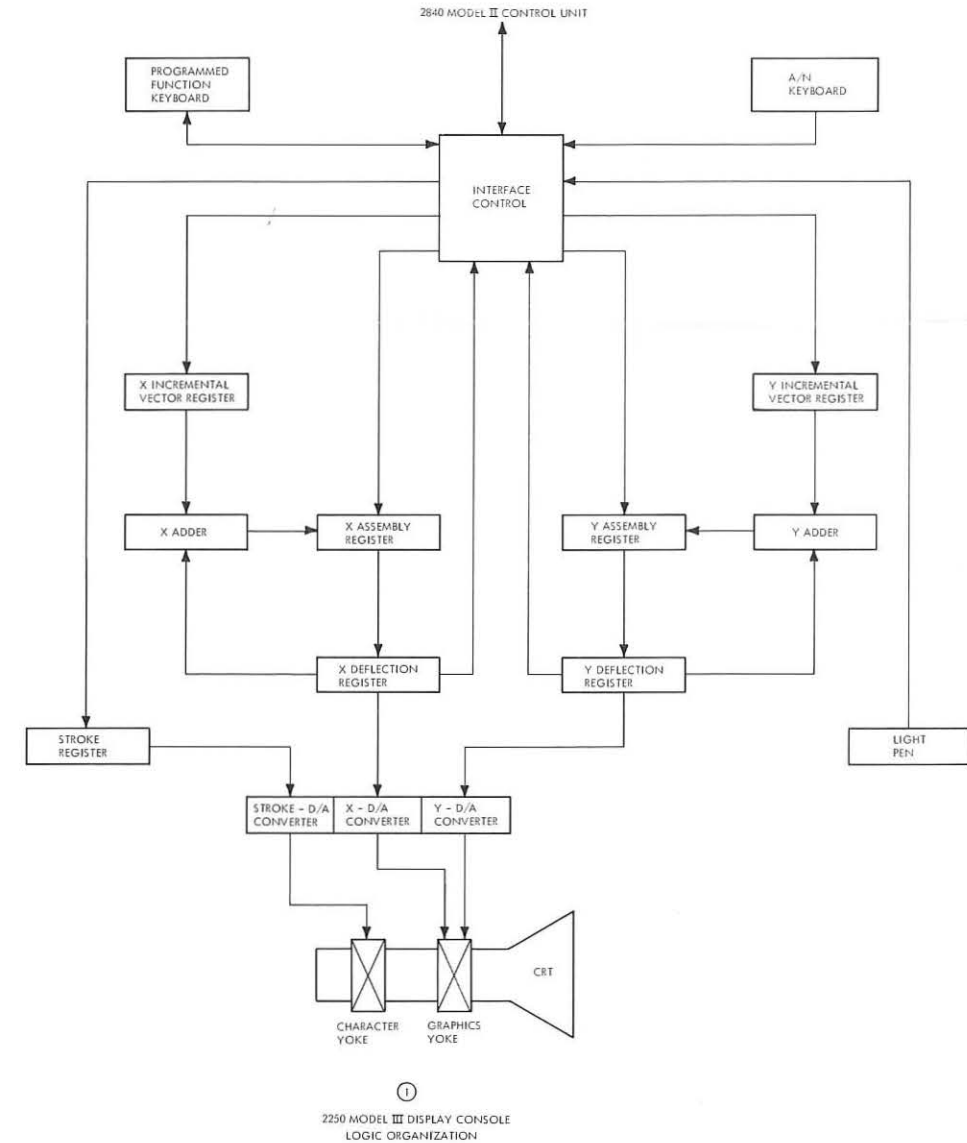 2840 MODEL II CONTROL UNIT
PROGRAMMED
FUNCTION
KEYBOARD
A/N
KEYBOARD
INTERFACE
CONTROL
X INCREMENTAL
VECTOR REGISTER
Y INCREMENTAL
VECTOR REGISTER
X ADDER
X ASSEMBLY
REGISTER
Y ASSEMBLY
REGISTER
Y ADDER
X DEFLECTION
REGISTER
Y DEFLECTION
REGISTER
STROKE
REGISTER
LIGHT
PEN
STROKE - D/A
CONVERTER
X - D/A
CONVERTER
Y - D/A
CONVERTER
CRT
CHARACTER
YOKE
GRAPHICS
YOKE
1
2250 MODEL III DISPLAY CONSOLE
LOGIC ORGANIZATION